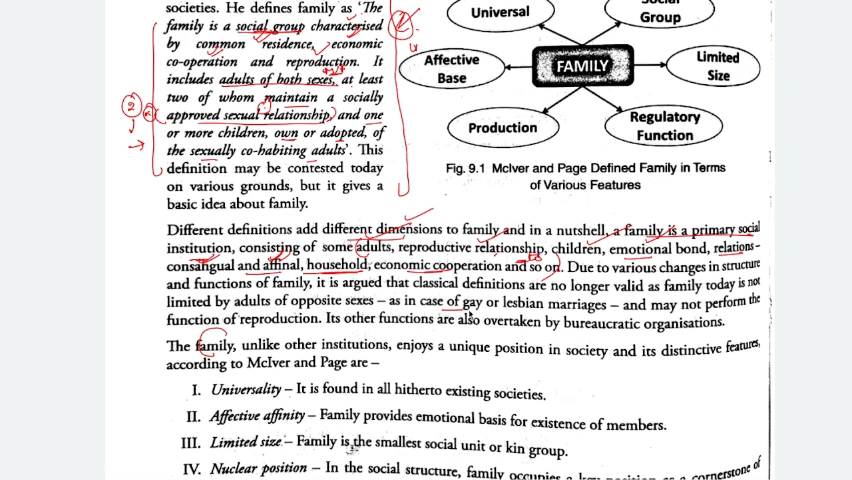 societies. He defines family as 'The
family is a social group characterised
by common residence, economic
co-operation and reproduction. It
includes adults of both sexes, at least
two of whom maintain a socially
approved sexual relationship, and one
or more children, own or adopted, of
the sexually co-habiting adults'. This
definition may be contested today
on various grounds, but it gives a
basic idea about family.
2
Universal
Group
Affective
Base
FAMILY
Limited
Size
Production
Regulatory
Function
Fig. 9.1 McIver and Page Defined Family in Terms
of Various Features
Different definitions add different dimensions to family and in a nutshell, a family is a primary social
institution, consisting of some adults, reproductive relationship, children, emotional bond, relations–
consangual and affinal, household, economic cooperation and so on. Due to various changes in structure
and functions of family, it is argued that classical definitions are no longer valid as family today is not
limited by adults of opposite sexes – as in case of gay or lesbian marriages – and may not perform the
function of reproduction. Its other functions are also overtaken by bureaucratic organisations.
The family, unlike other institutions, enjoys a unique position in society and its distinctive features,
according to McIver and Page are –
I. Universality – It is found in all hitherto existing societies.
II. Affective affinity – Family provides emotional basis for existence of members.
III. Limited size – Family is the smallest social unit or kin group.
IV. Nuclear position – In the social structure, family occupies a key position as a cornerstone of